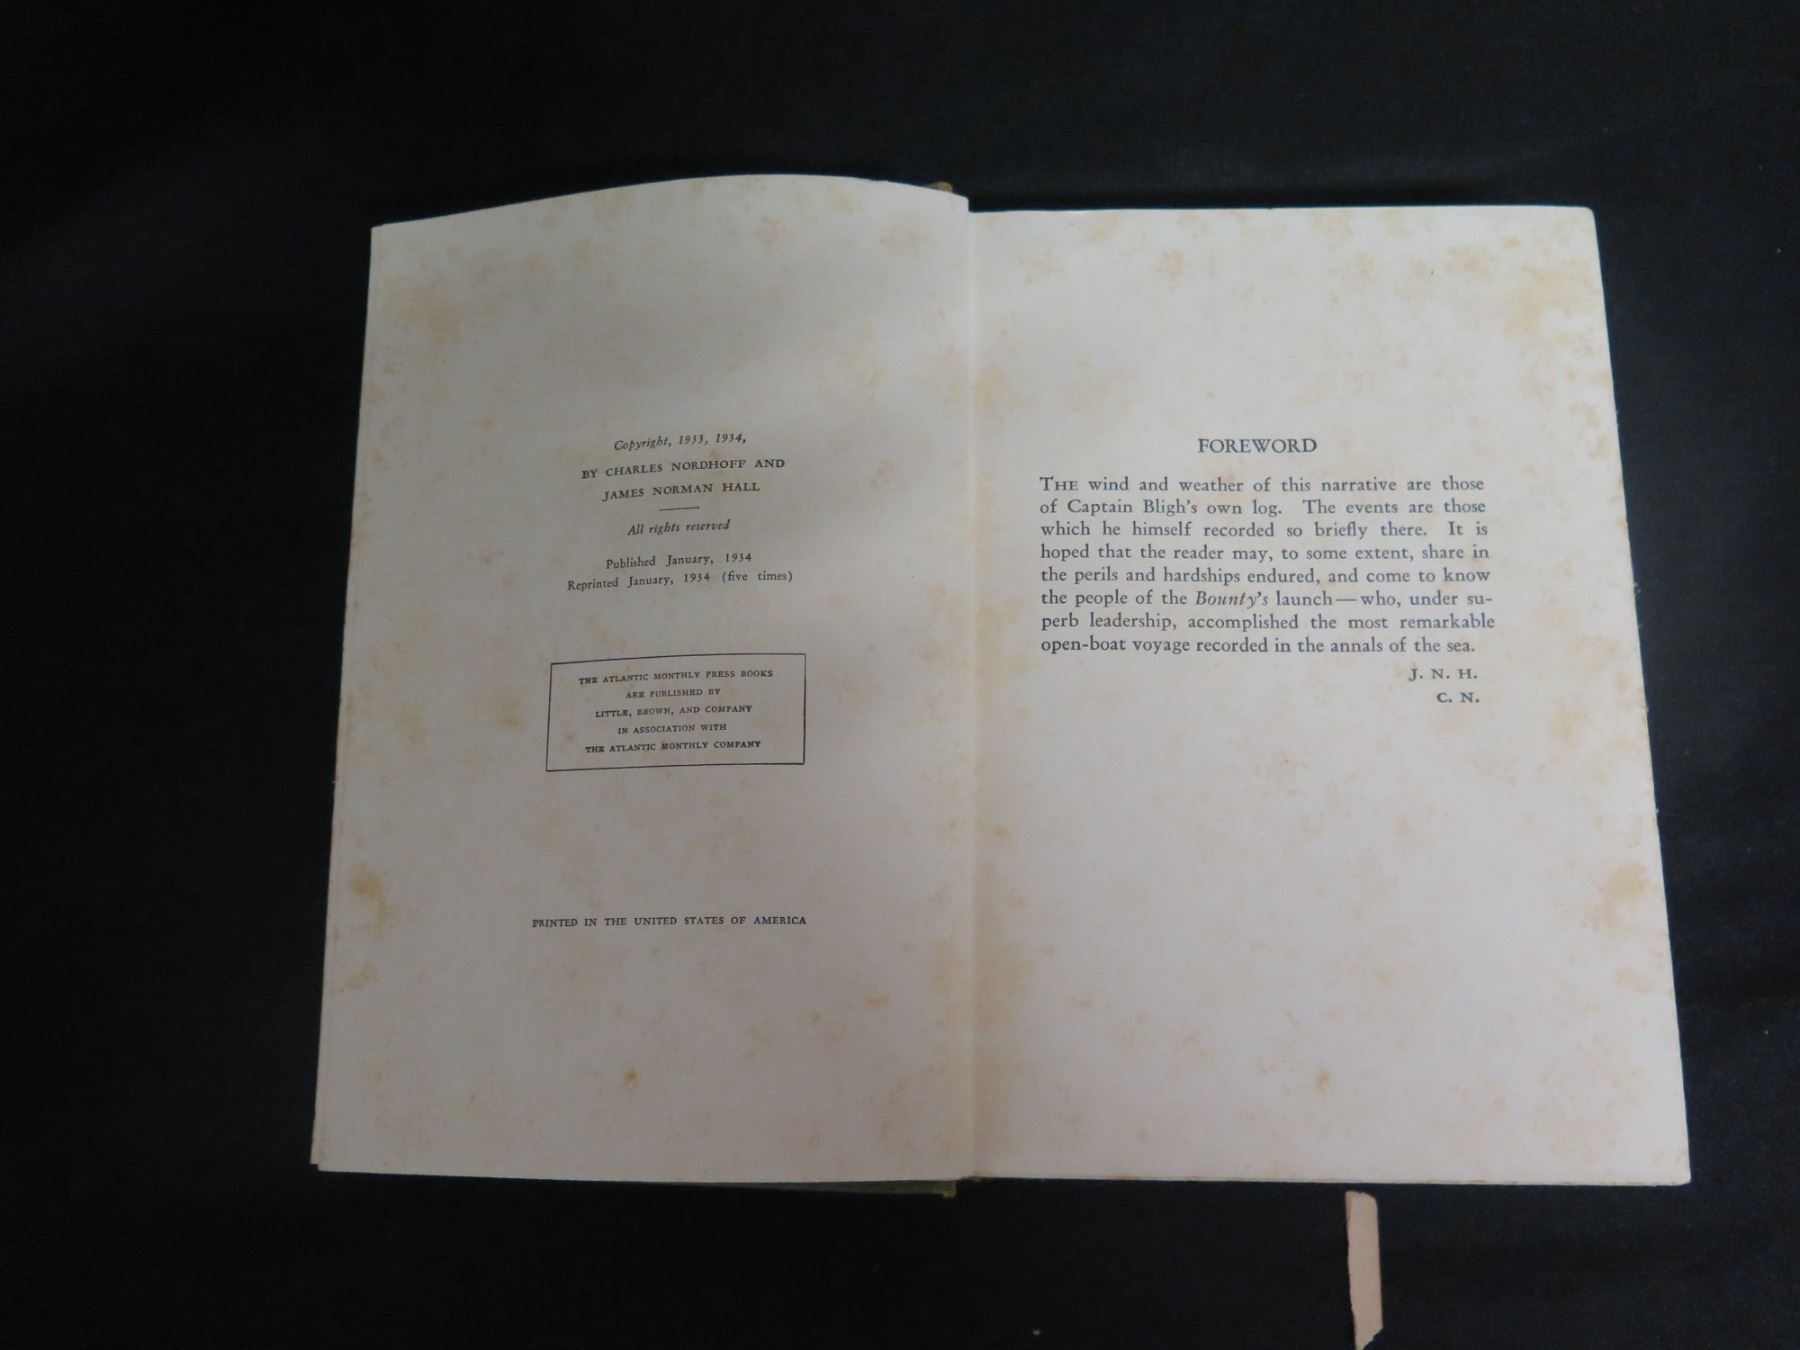 Copyright, 1933, 1934,
BY CHARLES NORDHOFF AND
JAMES NORMAN HALL
All rights reserved
Published January, 1934
Reprinted January, 1934 (five times)
THE ATLANTIC MONTHLY PRESS BOOKS
ARE PUBLISHED BY
LITTLE, BROWN, AND COMPANY
IN ASSOCIATION WITH
THE ATLANTIC MONTHLY COMPANY
PRINTED IN THE UNITED STATES OF AMERICA
FOREWORD
THE wind and weather of this narrative are those
of Captain Bligh's own log. The events are those
which he himself recorded so briefly there. It is
hoped that the reader may, to some extent, share in
the perils and hardships endured, and come to know
the people of the Bounty's launch—who, under su-
perb leadership, accomplished the most remarkable
open-boat voyage recorded in the annals of the sea.
J. N. H.
C. N.